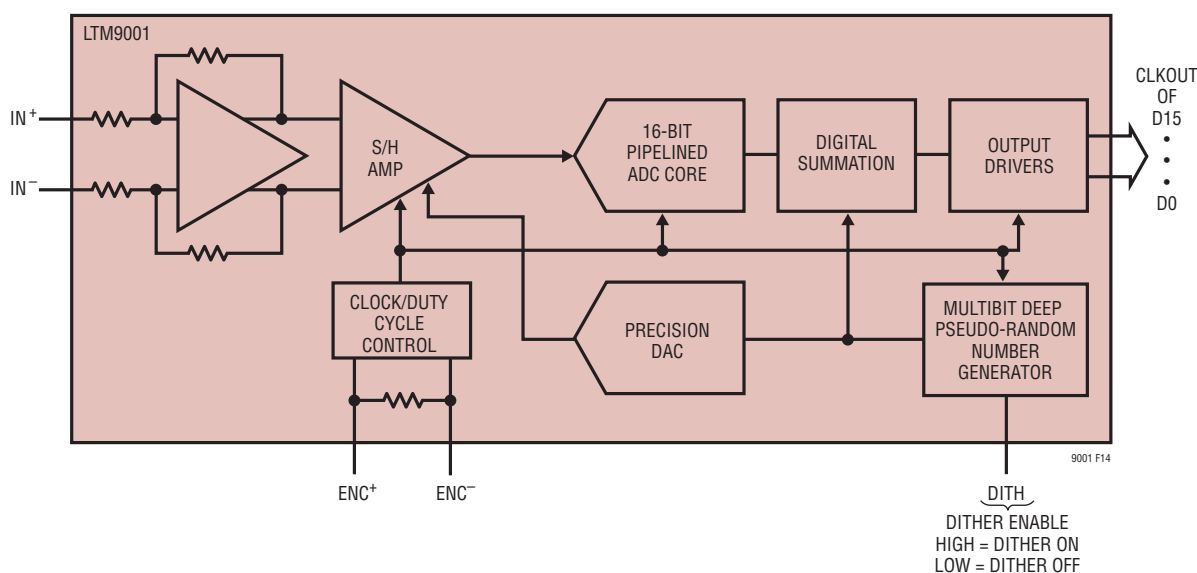 LTM9001
IN+
IN−
S/H
AMP
16-BIT
PIPELINED
ADC CORE
DIGITAL
SUMMATION
OUTPUT
DRIVERS
CLKOUT
OF
D15
•
•
•
D0
CLOCK/DUTY
CYCLE
CONTROL
PRECISION
DAC
MULTIBIT DEEP
PSEUDO-RANDOM
NUMBER
GENERATOR
9001 F14
ENC+
ENC−
DITH
DITHER ENABLE
HIGH = DITHER ON
LOW = DITHER OFF